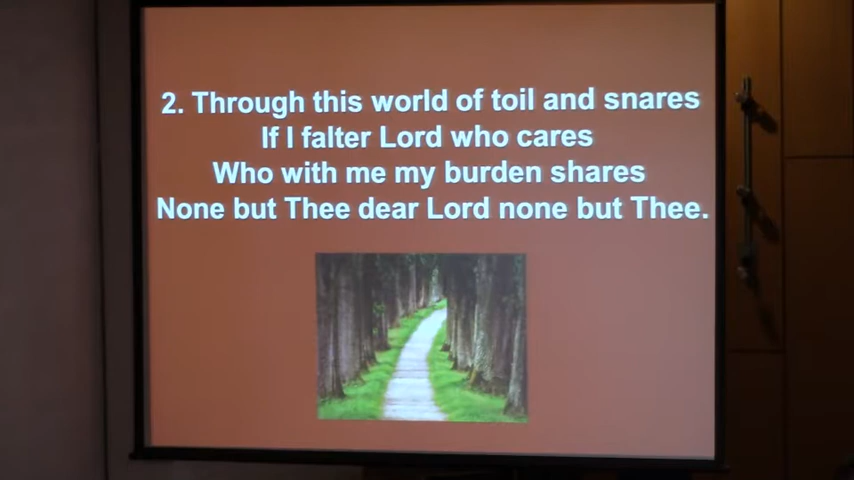 2. Through this world of toil and snares
If I falter Lord who cares
Who with me my burden shares
None but Thee dear Lord none but Thee.